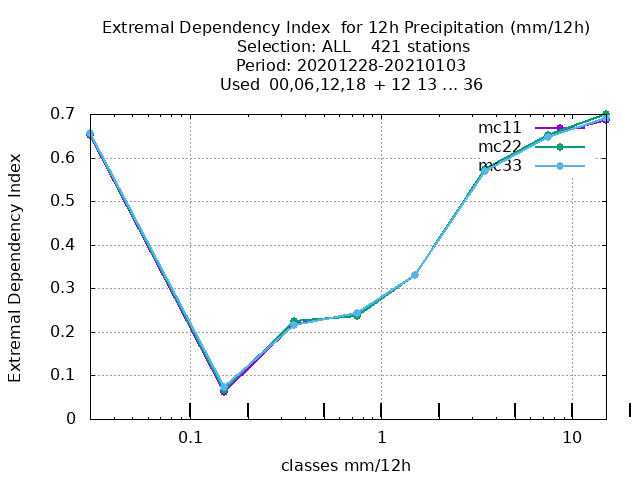 Extremal Dependency Index  for 12h Precipitation (mm/12h)
Selection: ALL    421 stations
Period: 20201228-20210103
Used  00,06,12,18  + 12 13 ... 36
0.7
0.6
0.5
0.4
0.3
0.2
0.1
0
Extremal Dependency Index
mc11
mc22
mc33
0.1
1
10
classes mm/12h